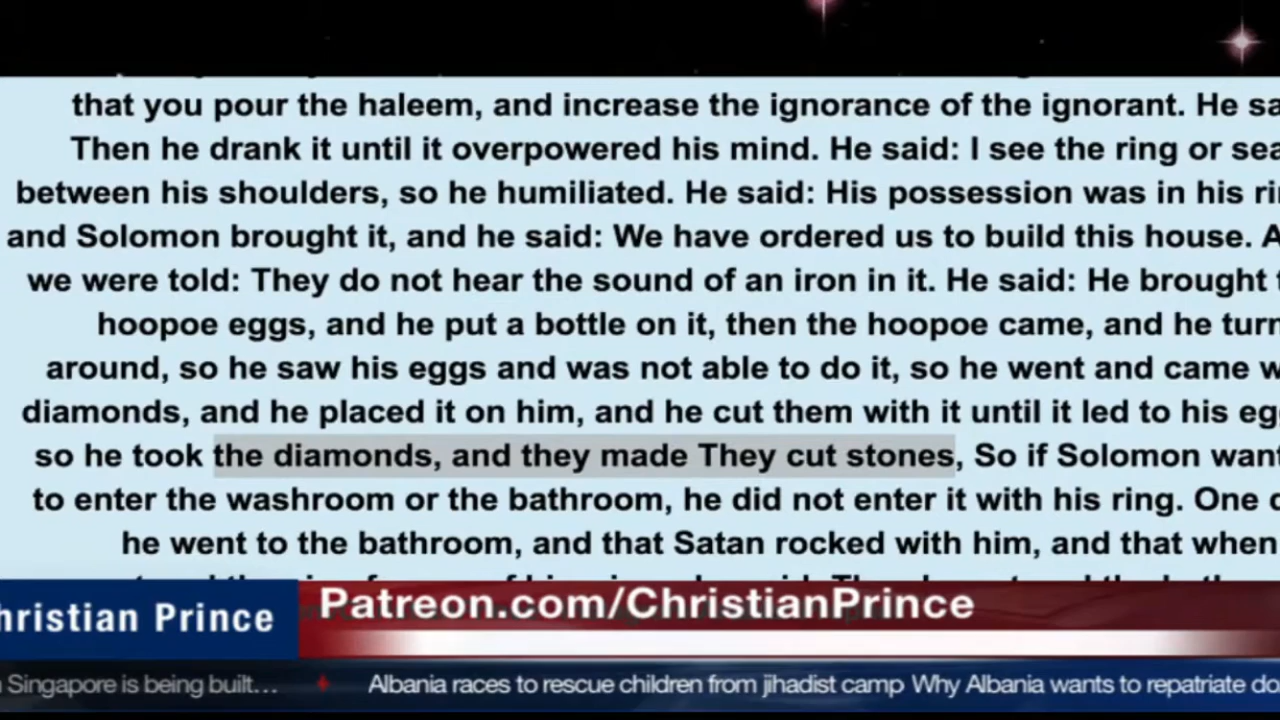 that you pour the haleem, and increase the ignorance of the ignorant. He sa
Then he drank it until it overpowered his mind. He said: I see the ring or sea
between his shoulders, so he humiliated. He said: His possession was in his ri
and Solomon brought it, and he said: We have ordered us to build this house. A
we were told: They do not hear the sound of an iron in it. He said: He brought t
hoopoe eggs, and he put a bottle on it, then the hoopoe came, and he turn
around, so he saw his eggs and was not able to do it, so he went and came w
diamonds, and he placed it on him, and he cut them with it until it led to his eg
so he took the diamonds, and they made They cut stones, So if Solomon want
to enter the washroom or the bathroom, he did not enter it with his ring. One d
he went to the bathroom, and that Satan rocked with him, and that when
hristian Prince
Patreon.com/ChristianPrince
Singapore is being built... Albania races to rescue children from jihadist camp Why Albania wants to repatriate do